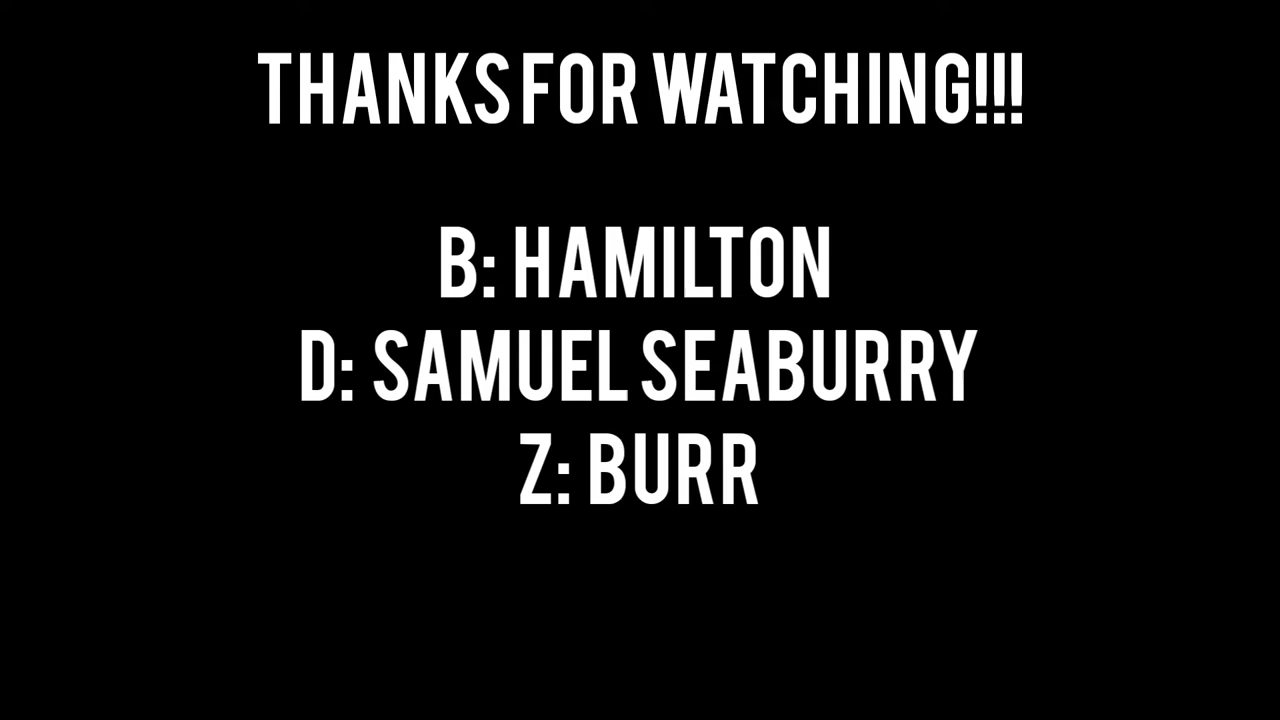 THANKS FOR WATCHING!!!
B: HAMILTON
D: SAMUEL SEABURRY
Z: BURR